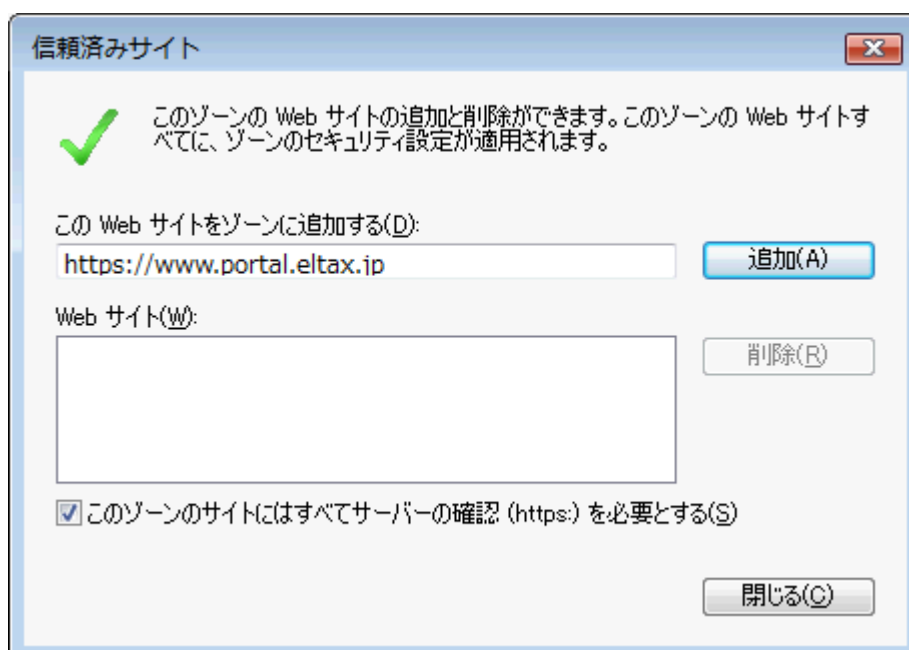 信頼済みサイト
このゾーンの Web サイトの追加と削除ができます。このゾーンの Web サイトす
べてに、ゾーンのセキュリティ設定が適用されます。
この Web サイトをゾーンに追加する(D):
https://www.portal.eltax.jp
追加(A)
Web サイト(W):
削除(R)
このゾーンのサイトにはすべてサーバーの確認 (https:) を必要とする(S)
閉じる(C)